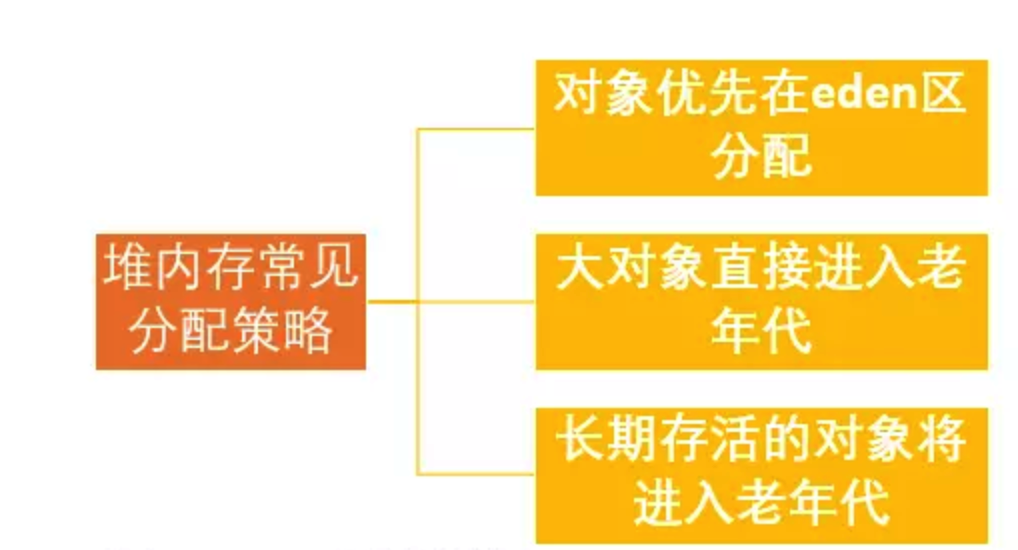 对象优先在eden区
分配
堆内存常见
分配策略
大对象直接进入老
年代
长期存活的对象将
进入老年代